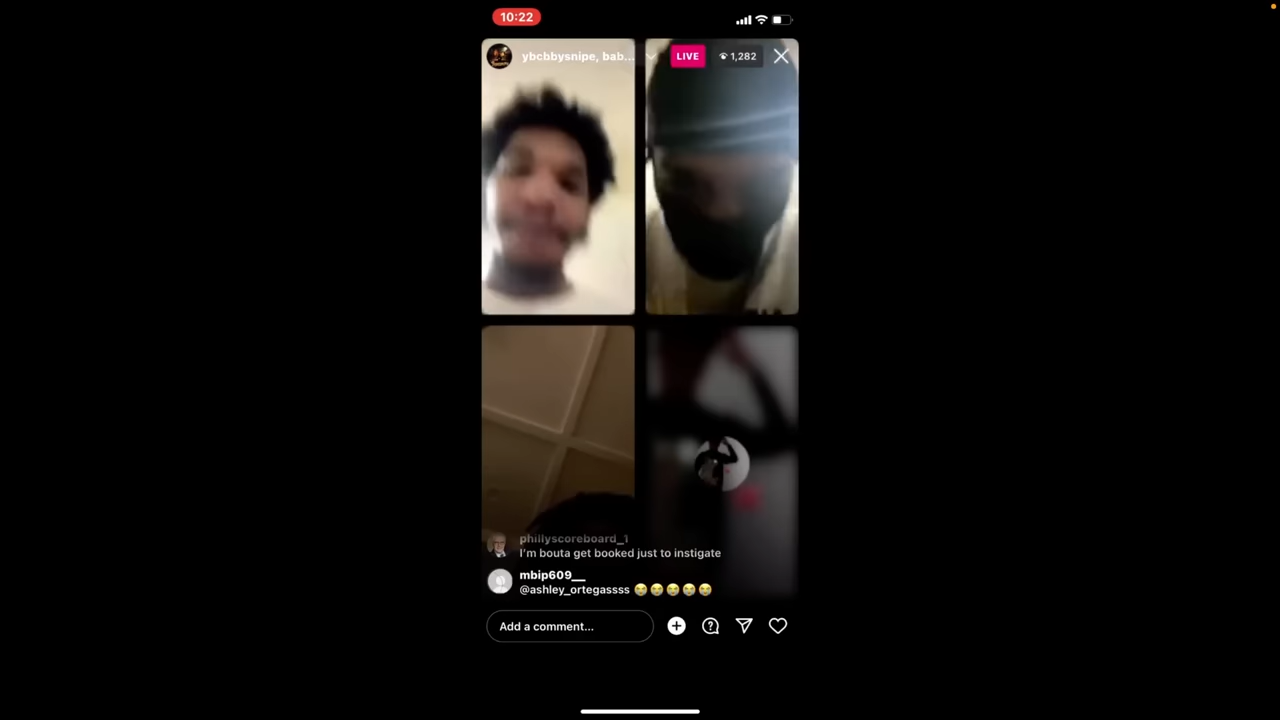 10:22
ybcbbysnipe, bab...
LIVE
1,282
phillyscoreboard_1
I'm bouta get booked just to instigate
mbip609__
@ashley_ortegassss 😂😂😂😂😂
Add a comment...